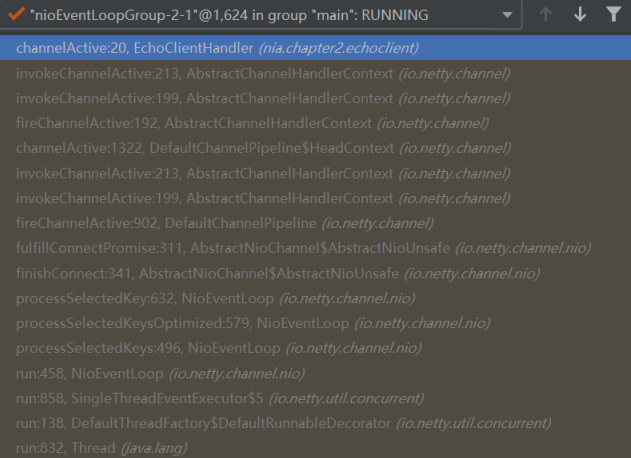 "nioEventLoopGroup-2-1"@1,624 in group "main": RUNNING
channelActive:20, EchoClientHandler (nia.chapter2.echoclient)
invokeChannelActive:213, AbstractChannelHandlerContext (io.netty.channel)
invokeChannelActive:199, AbstractChannelHandlerContext (io.netty.channel)
fireChannelActive:192, AbstractChannelHandlerContext (io.netty.channel)
channelActive:1322, DefaultChannelPipeline$HeadContext (io.netty.channel)
invokeChannelActive:213, AbstractChannelHandlerContext (io.netty.channel)
invokeChannelActive:199, AbstractChannelHandlerContext (io.netty.channel)
fireChannelActive:902, DefaultChannelPipeline (io.netty.channel)
fulfillConnectPromise:311, AbstractNioChannel$AbstractNioUnsafe (io.netty.channel.nio)
finishConnect:341, AbstractNioChannel$AbstractNioUnsafe (io.netty.channel.nio)
processSelectedKey:632, NioEventLoop (io.netty.channel.nio)
processSelectedKeysOptimized:579, NioEventLoop (io.netty.channel.nio)
processSelectedKeys:496, NioEventLoop (io.netty.channel.nio)
run:458, NioEventLoop (io.netty.channel.nio)
run:858, SingleThreadEventExecutor$5 (io.netty.util.concurrent)
run:138, DefaultThreadFactory$DefaultRunnableDecorator (io.netty.util.concurrent)
run:832, Thread (java.lang)